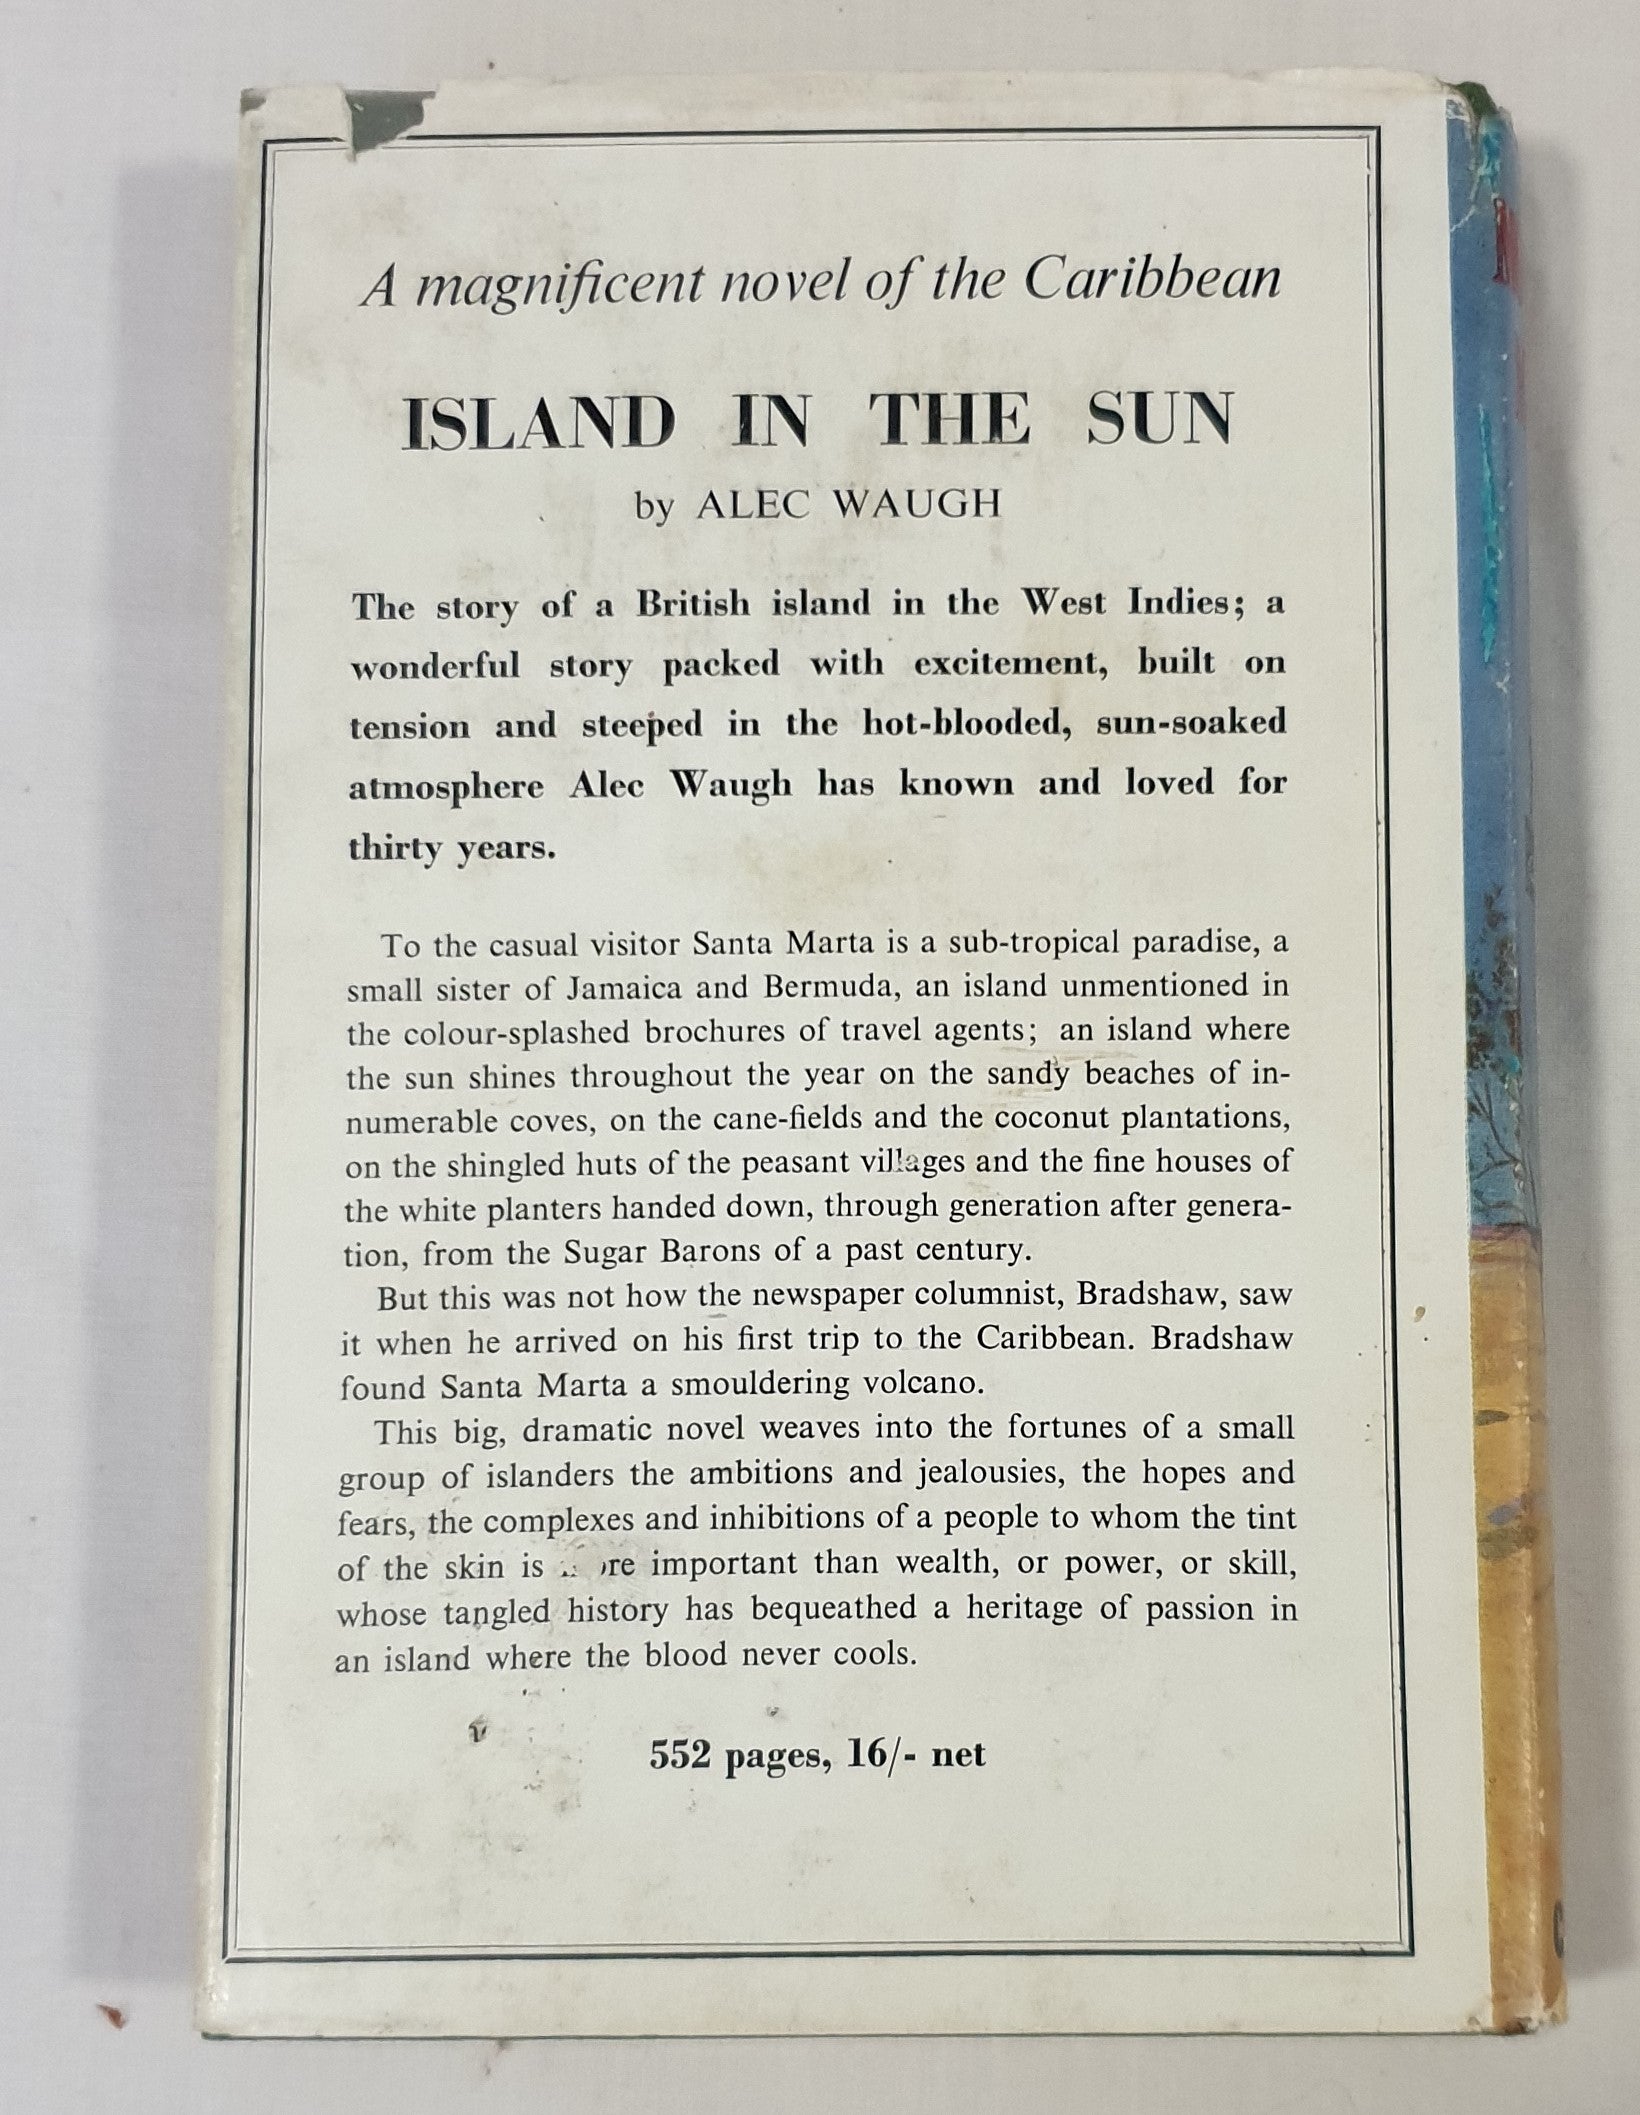 A magnificent novel of the Caribbean
ISLAND IN THE SUN
by ALEC WAUGH
The story of a British island in the West Indies; a
wonderful story packed with excitement, built on
tension and steeped in the hot-blooded, sun-soaked
atmosphere Alec Waugh has known and loved for
thirty years.
To the casual visitor Santa Marta is a sub-tropical paradise, a
small sister of Jamaica and Bermuda, an island unmentioned in
the colour-splashed brochures of travel agents; an island where
the sun shines throughout the year on the sandy beaches of in-
numerable coves, on the cane-fields and the coconut plantations,
on the shingled huts of the peasant villages and the fine houses of
the white planters handed down, through generation after genera-
tion, from the Sugar Barons of a past century.
But this was not how the newspaper columnist, Bradshaw, saw
it when he arrived on his first trip to the Caribbean. Bradshaw
found Santa Marta a smouldering volcano.
This big, dramatic novel weaves into the fortunes of a small
group of islanders the ambitions and jealousies, the hopes and
fears, the complexes and inhibitions of a people to whom the tint
of the skin is important than wealth, or power, or skill,
whose tangled history has bequeathed a heritage of passion in
an island where the blood never cools.
552 pages, 16/- net